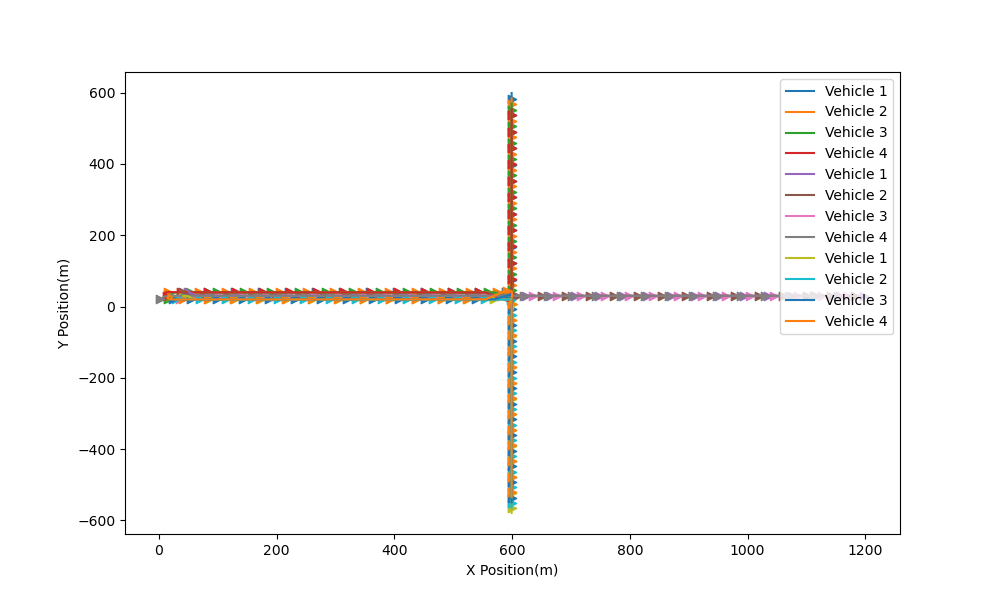 600
400
200
0
−200
−400
−600
Y Position(m)
0
200
400
600
800
1000
1200
X Position(m)
Vehicle 1
Vehicle 2
Vehicle 3
Vehicle 4
Vehicle 1
Vehicle 2
Vehicle 3
Vehicle 4
Vehicle 1
Vehicle 2
Vehicle 3
Vehicle 4